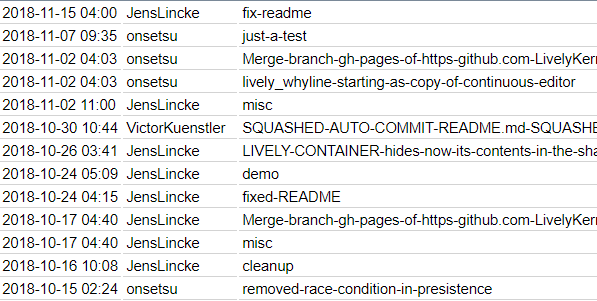 2018-11-15 04:00 JensLincke fix-readme
2018-11-07 09:35 onsetsu just-a-test
2018-11-02 04:03 onsetsu Merge-branch-gh-pages-of-https-github.com-LivelyKer
2018-11-02 04:03 onsetsu lively_whyline-starting-as-copy-of-continuous-editor
2018-11-02 11:00 JensLincke misc
2018-10-30 10:44 VictorKuenstler SQUASHED-AUTO-COMMIT-README.md-SQUASHE
2018-10-26 03:41 JensLincke LIVELY-CONTAINER-hides-now-its-contents-in-the-sha
2018-10-24 05:09 JensLincke demo
2018-10-24 04:15 JensLincke fixed-README
2018-10-17 04:40 JensLincke Merge-branch-gh-pages-of-https-github.com-LivelyKer
2018-10-17 04:40 JensLincke misc
2018-10-16 10:08 JensLincke cleanup
2018-10-15 02:24 onsetsu removed-race-condition-in-presistence